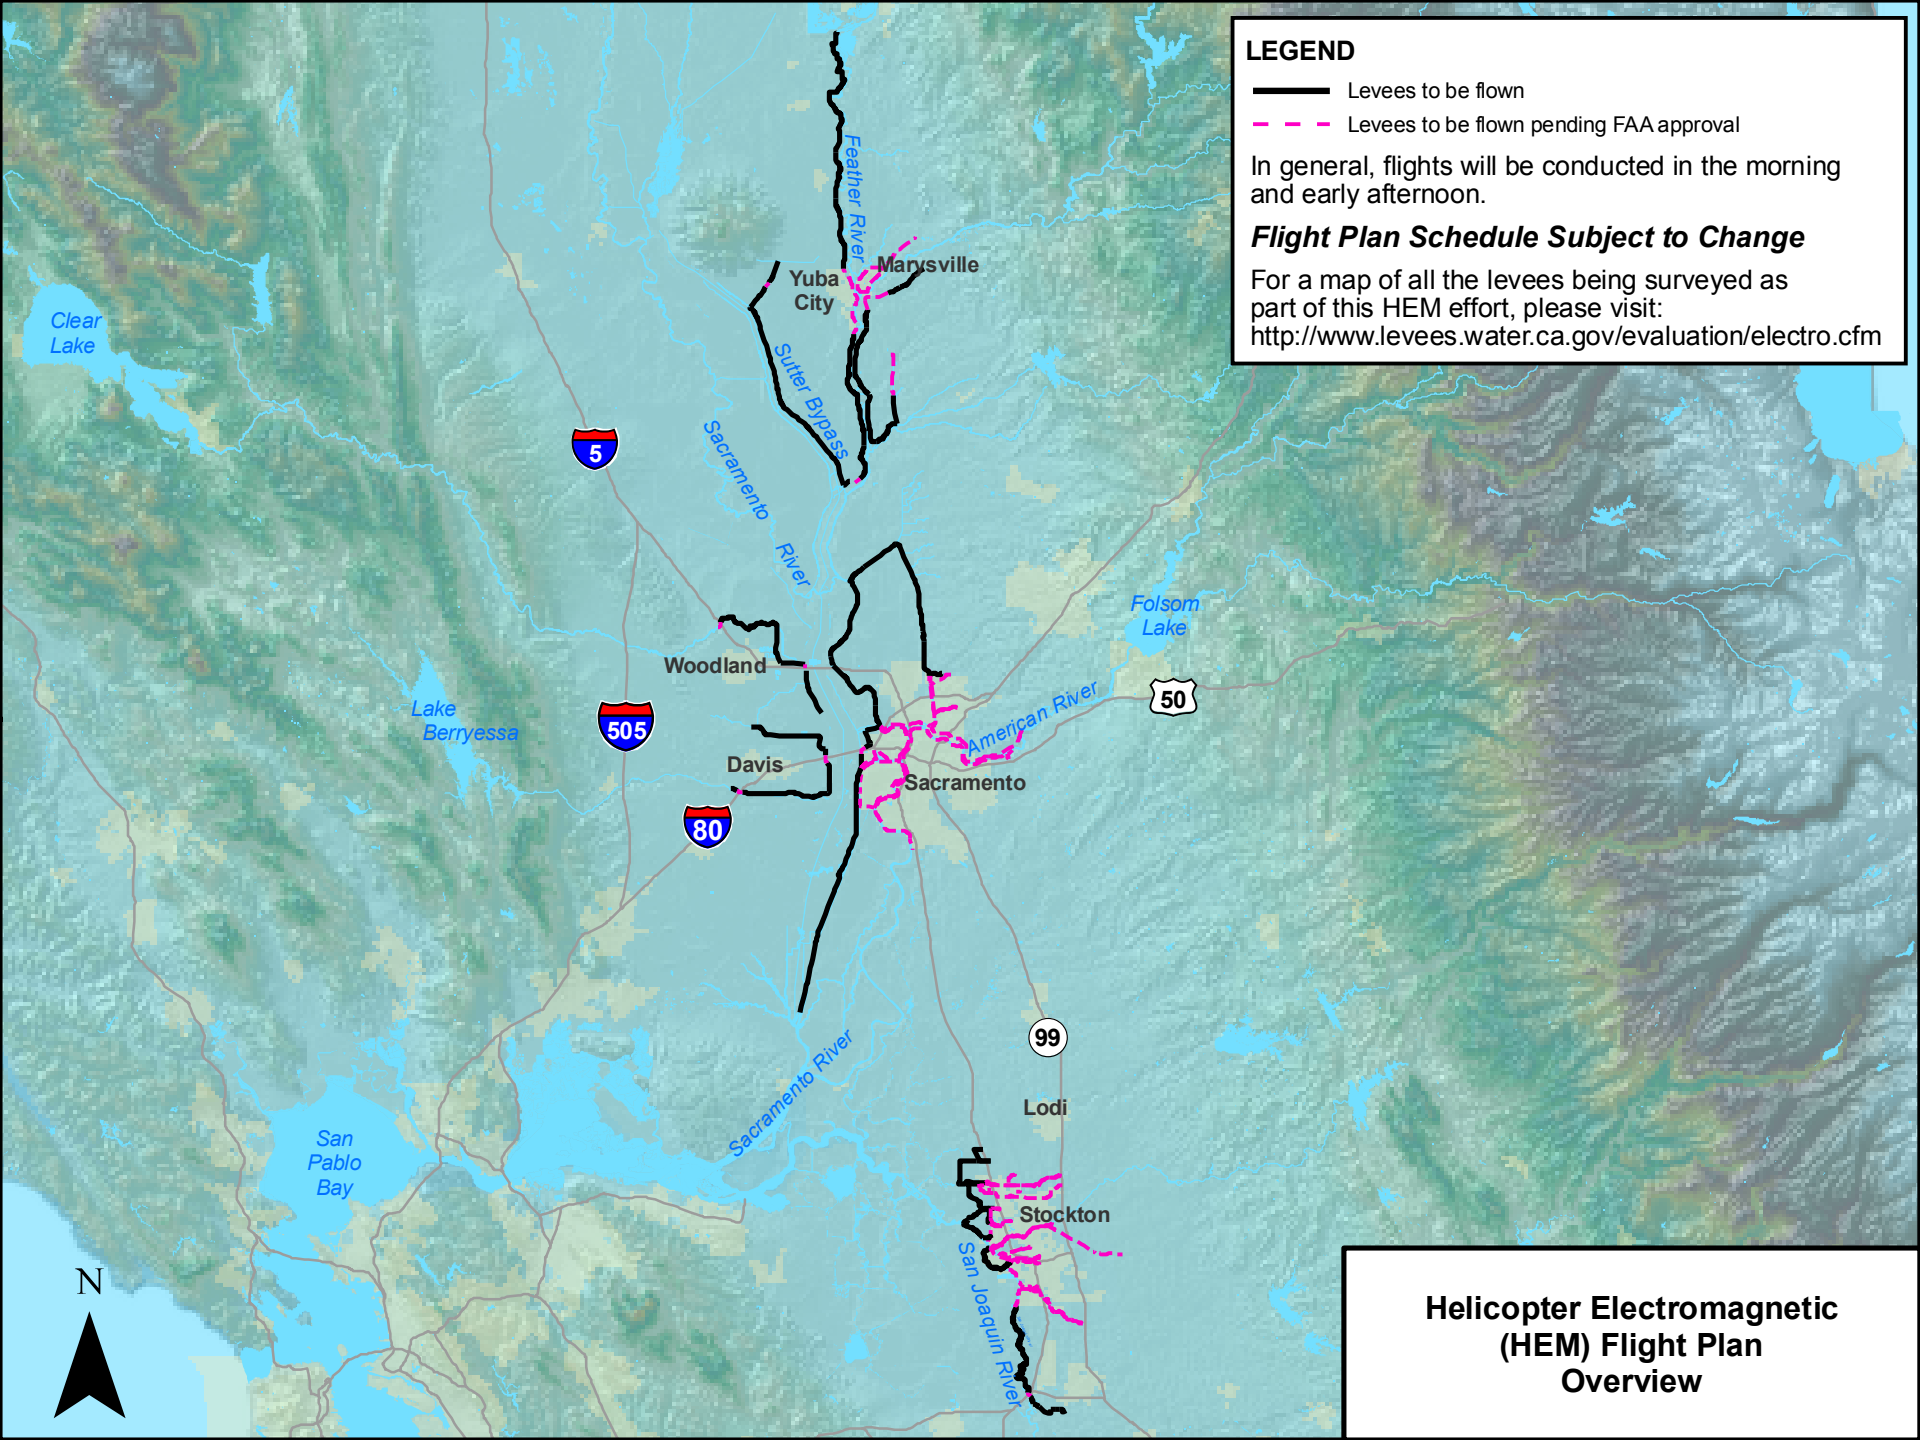 LEGEND
Levees to be flown
Levees to be flown pending FAA approval
In general, flights will be conducted in the morning
and early afternoon.
Flight Plan Schedule Subject to Change
For a map of all the levees being surveyed as
part of this HEM effort, please visit:
http://www.levees.water.ca.gov/evaluation/electro.cfm
Feather River
Marysville
Yuba
City
Clear
Lake
Sutter Bypass
5
Sacramento
River
Folsom
Lake
Woodland
50
Lake
Berryessa
505
American River
Davis
Sacramento
80
99
Sacramento River
Lodi
San
Pablo
Bay
Stockton
San Joaquin River
N
Helicopter Electromagnetic
(HEM) Flight Plan
Overview